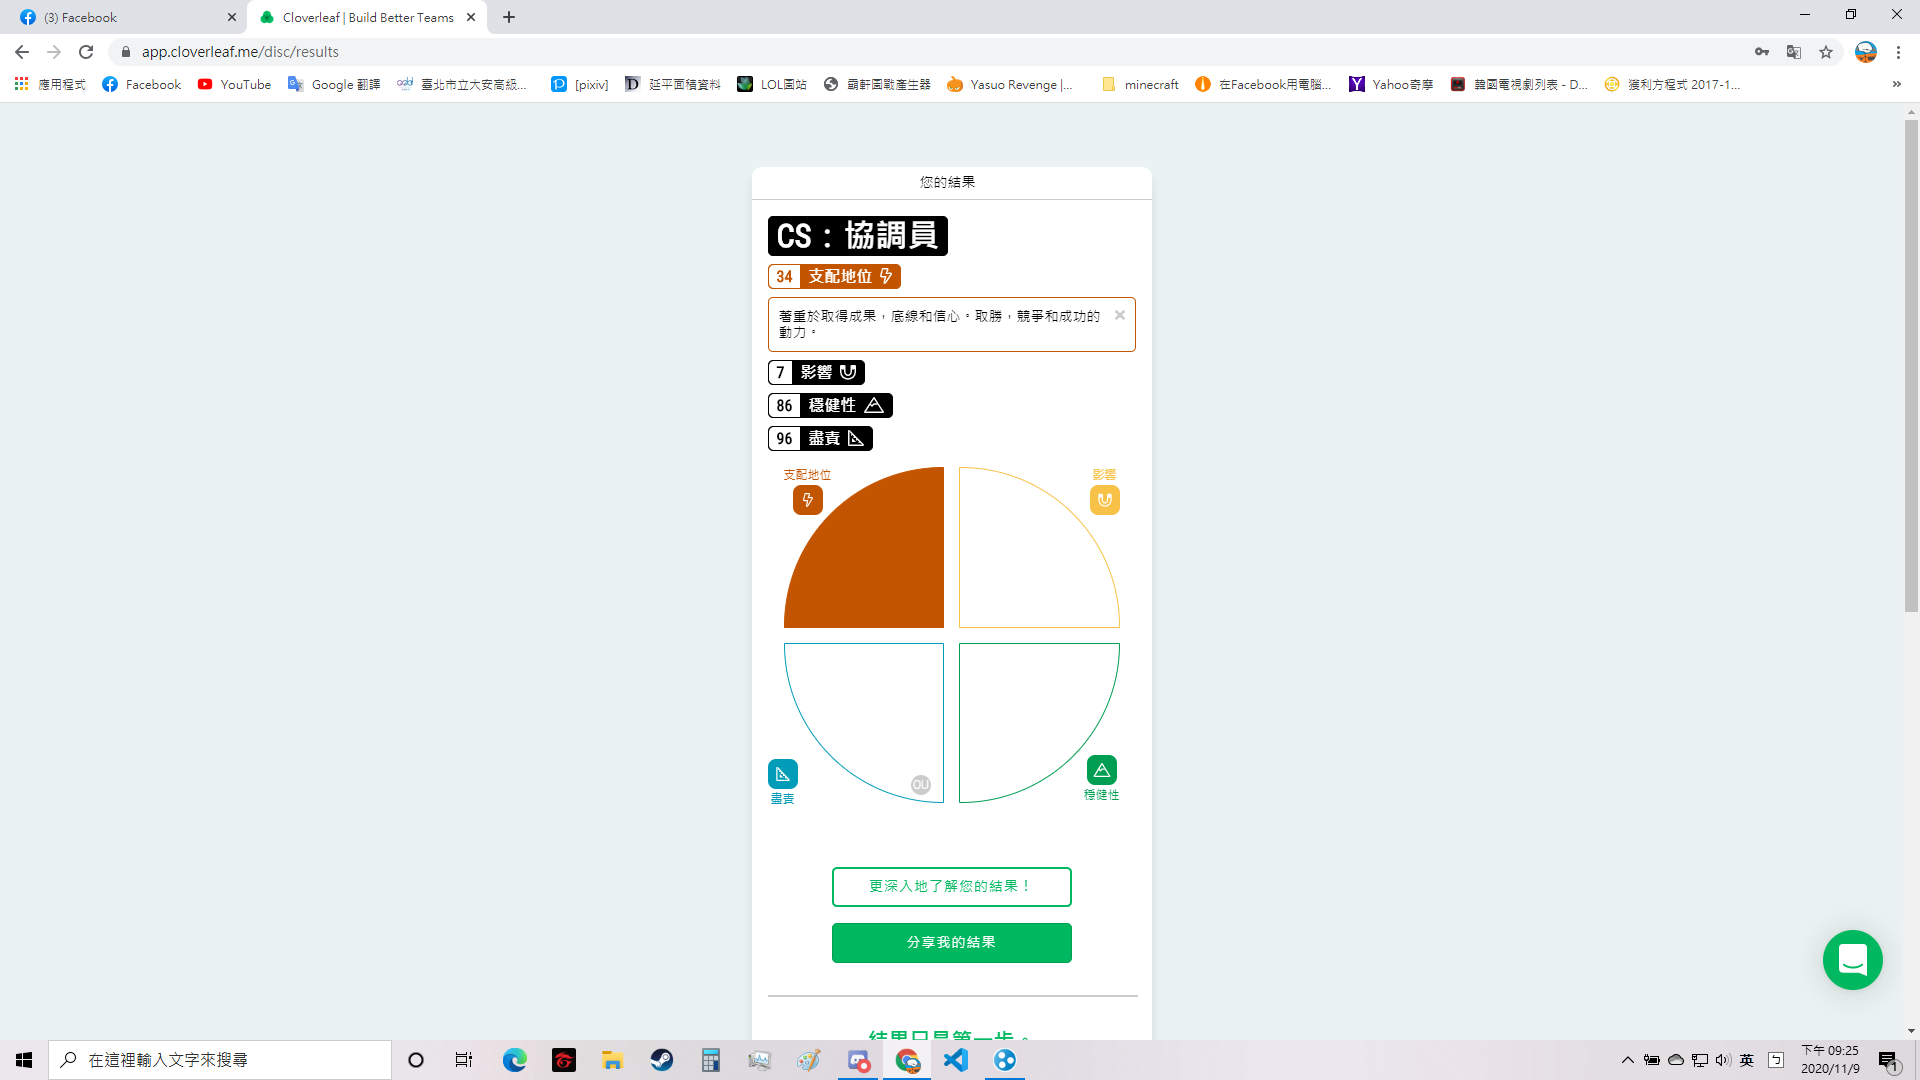 (3) Facebook
Cloverleaf | Build Better Teams
app.cloverleaf.me/disc/results
應用程式
Facebook
YouTube
Google 翻譯
臺北市立大安高級...
[pixiv]
延平面積資料
LOL圖站
霸軒團戰產生器
Yasuo Revenge |...
minecraft
在Facebook用電腦...
Yahoo奇摩
韓國電視劇列表 - D...
獲利方程式 2017-1...
»
您的結果
CS：協調員
34 支配地位
著重於取得成果，底線和信心。取勝，競爭和成功的
動力。
7 影響
86 穩健性
96 盡責
支配地位
影響
OU
盡責
穩健性
更深入地了解您的結果！
分享我的結果
結果只是第一步。
在這裡輸入文字來搜尋
英
ㄅ
下午 09:25
2020/11/9
1